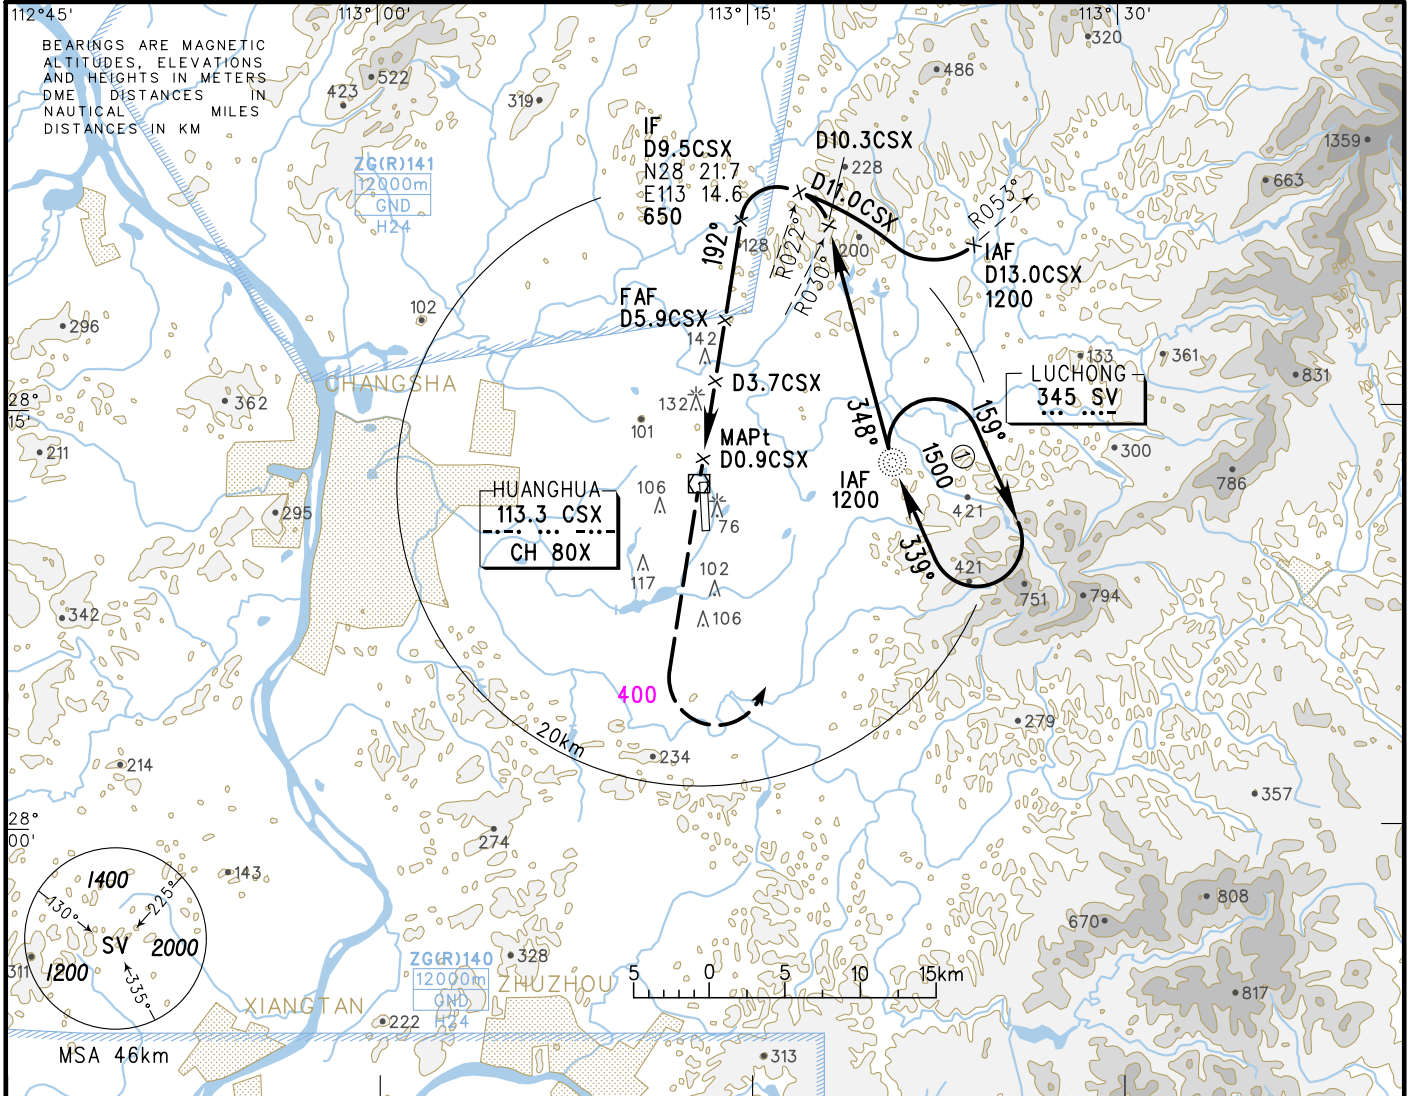 112°45'
113°00'
113°15'
113°30'
BEARINGS ARE MAGNETIC
ALTITUDES, ELEVATIONS
AND HEIGHTS IN METERS
DME DISTANCES IN
NAUTICAL MILES
DISTANCES IN KM
522
423
319
486
320
1359
663
ZG(R)141
12000m
GND
H24
IF
D9.5CSX
N28 21.7
E113 14.6
650
D10.3CSX
228
D11.0CSX
R053°
R022°
R030°
200
128
192°
IAF
D13.0CSX
1200
800
500
300
102
296
FAF
D5.9CSX
142
133
361
831
CHANGSHA
D3.7CSX
LUCHONG
345 SV
132
362
28°
15'
101
348°
159°
1500
1
211
MAPt
D0.9CSX
IAF
1200
300
786
HUANGHUA
113.3 CSX
CH 80X
106
76
421
295
339°
421
117
102
751
794
342
106
400
279
20km
234
214
357
28°
00'
274
143
1400
130°
225°
SV
2000
1200
335°
311
808
670
ZG(R)140
12000m
GND
H24
328
ZHUZHOU
5 0 5 10 15km
817
XIANGTAN
222
MSA 46km
313